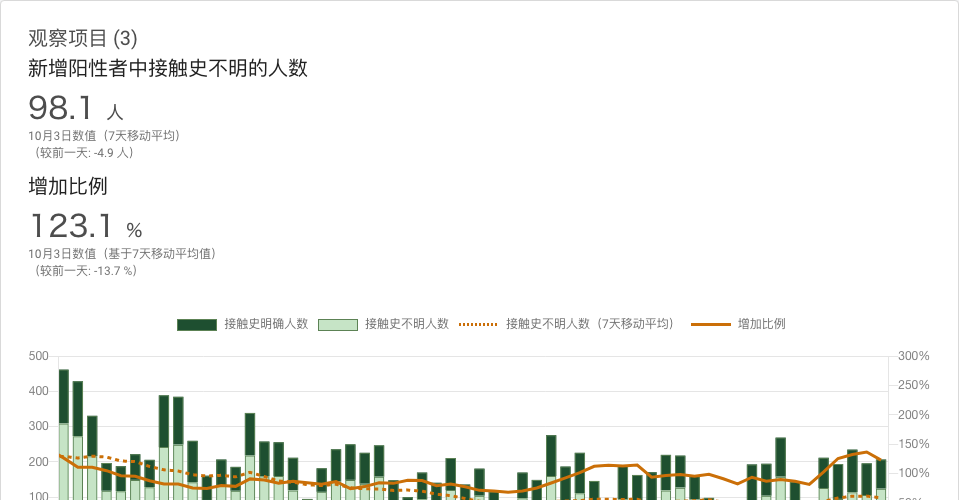 观察项目 (3)
新增阳性者中接触史不明的人数
98.1 人
10月3日数值（7天移动平均）
（较前一天: -4.9 人）
增加比例
123.1 %
10月3日数值（基于7天移动平均值）
（较前一天: -13.7 %）
接触史明确人数 接触史不明人数 接触史不明人数（7天移动平均） 增加比例
500 300%
250%
400
200%
300
150%
200
100%
100
50%